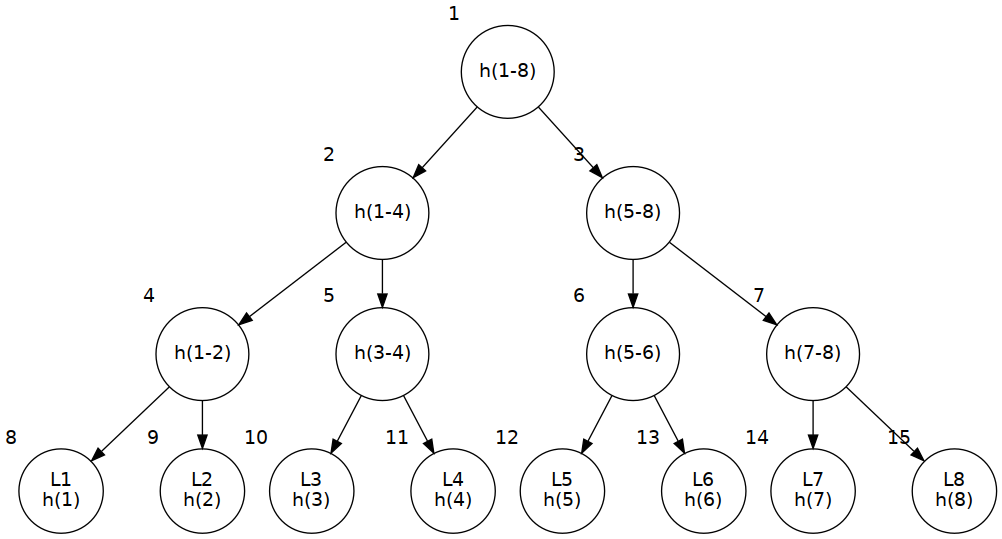 1
h(1-8)
2
3
h(1-4)
h(5-8)
4
5
6
7
h(1-2)
h(3-4)
h(5-6)
h(7-8)
8
9
10
11
12
13
14
15
L1
h(1)
L2
h(2)
L3
h(3)
L4
h(4)
L5
h(5)
L6
h(6)
L7
h(7)
L8
h(8)